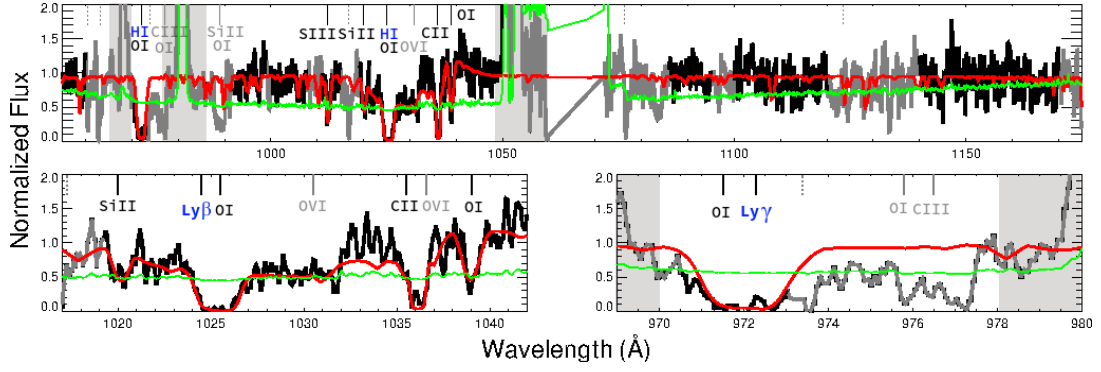 HI CIII SiII
OI OI OI
SIII SiII HI OVI CII OI
OI
2.0
1.5
1.0
0.5
0.0
1000 1050 1100 1150
Normalized Flux
2.0
1.5
1.0
0.5
0.0
SiII Lyβ OI OVI CII OVI OI
1020 1025 1030 1035 1040
2.0
1.5
1.0
0.5
0.0
OI Lyγ OI CIII
970 972 974 976 978 980
Wavelength (Å)